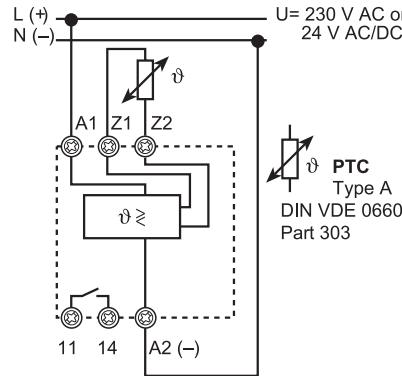 L (+)
U= 230 V AC or
N (–)
24 V AC/DC
ϑ
A1 Z1 Z2
ϑ PTC
Type A
DIN VDE 0660
Part 303
ϑ ≷
11 14 A2 (–)